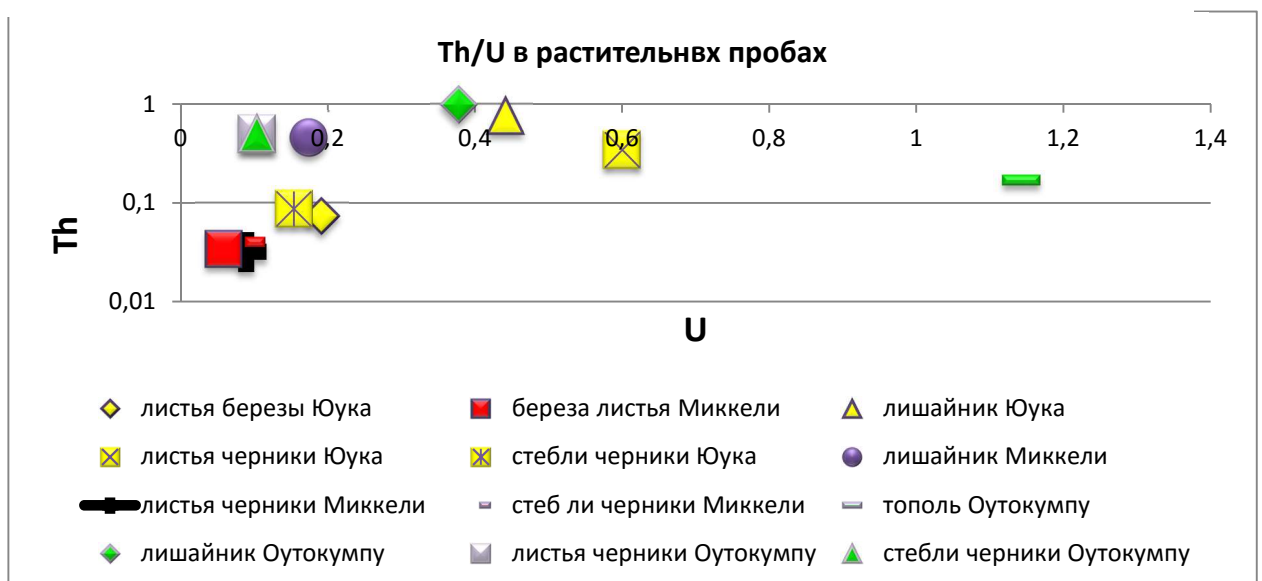 Th/U в растительнвх пробах
1
0 0,2 0,4 0,6 0,8 1 1,2 1,4
0,1
0,01
Th
U
листья березы Юука береза листья Миккели лишайник Юука
листья черники Юука стебли черники Юука лишайник Миккели
листья черники Миккели стеб ли черники Миккели тополь Оутокумпу
лишайник Оутокумпу листья черники Оутокумпу стебли черники Оутокумпу